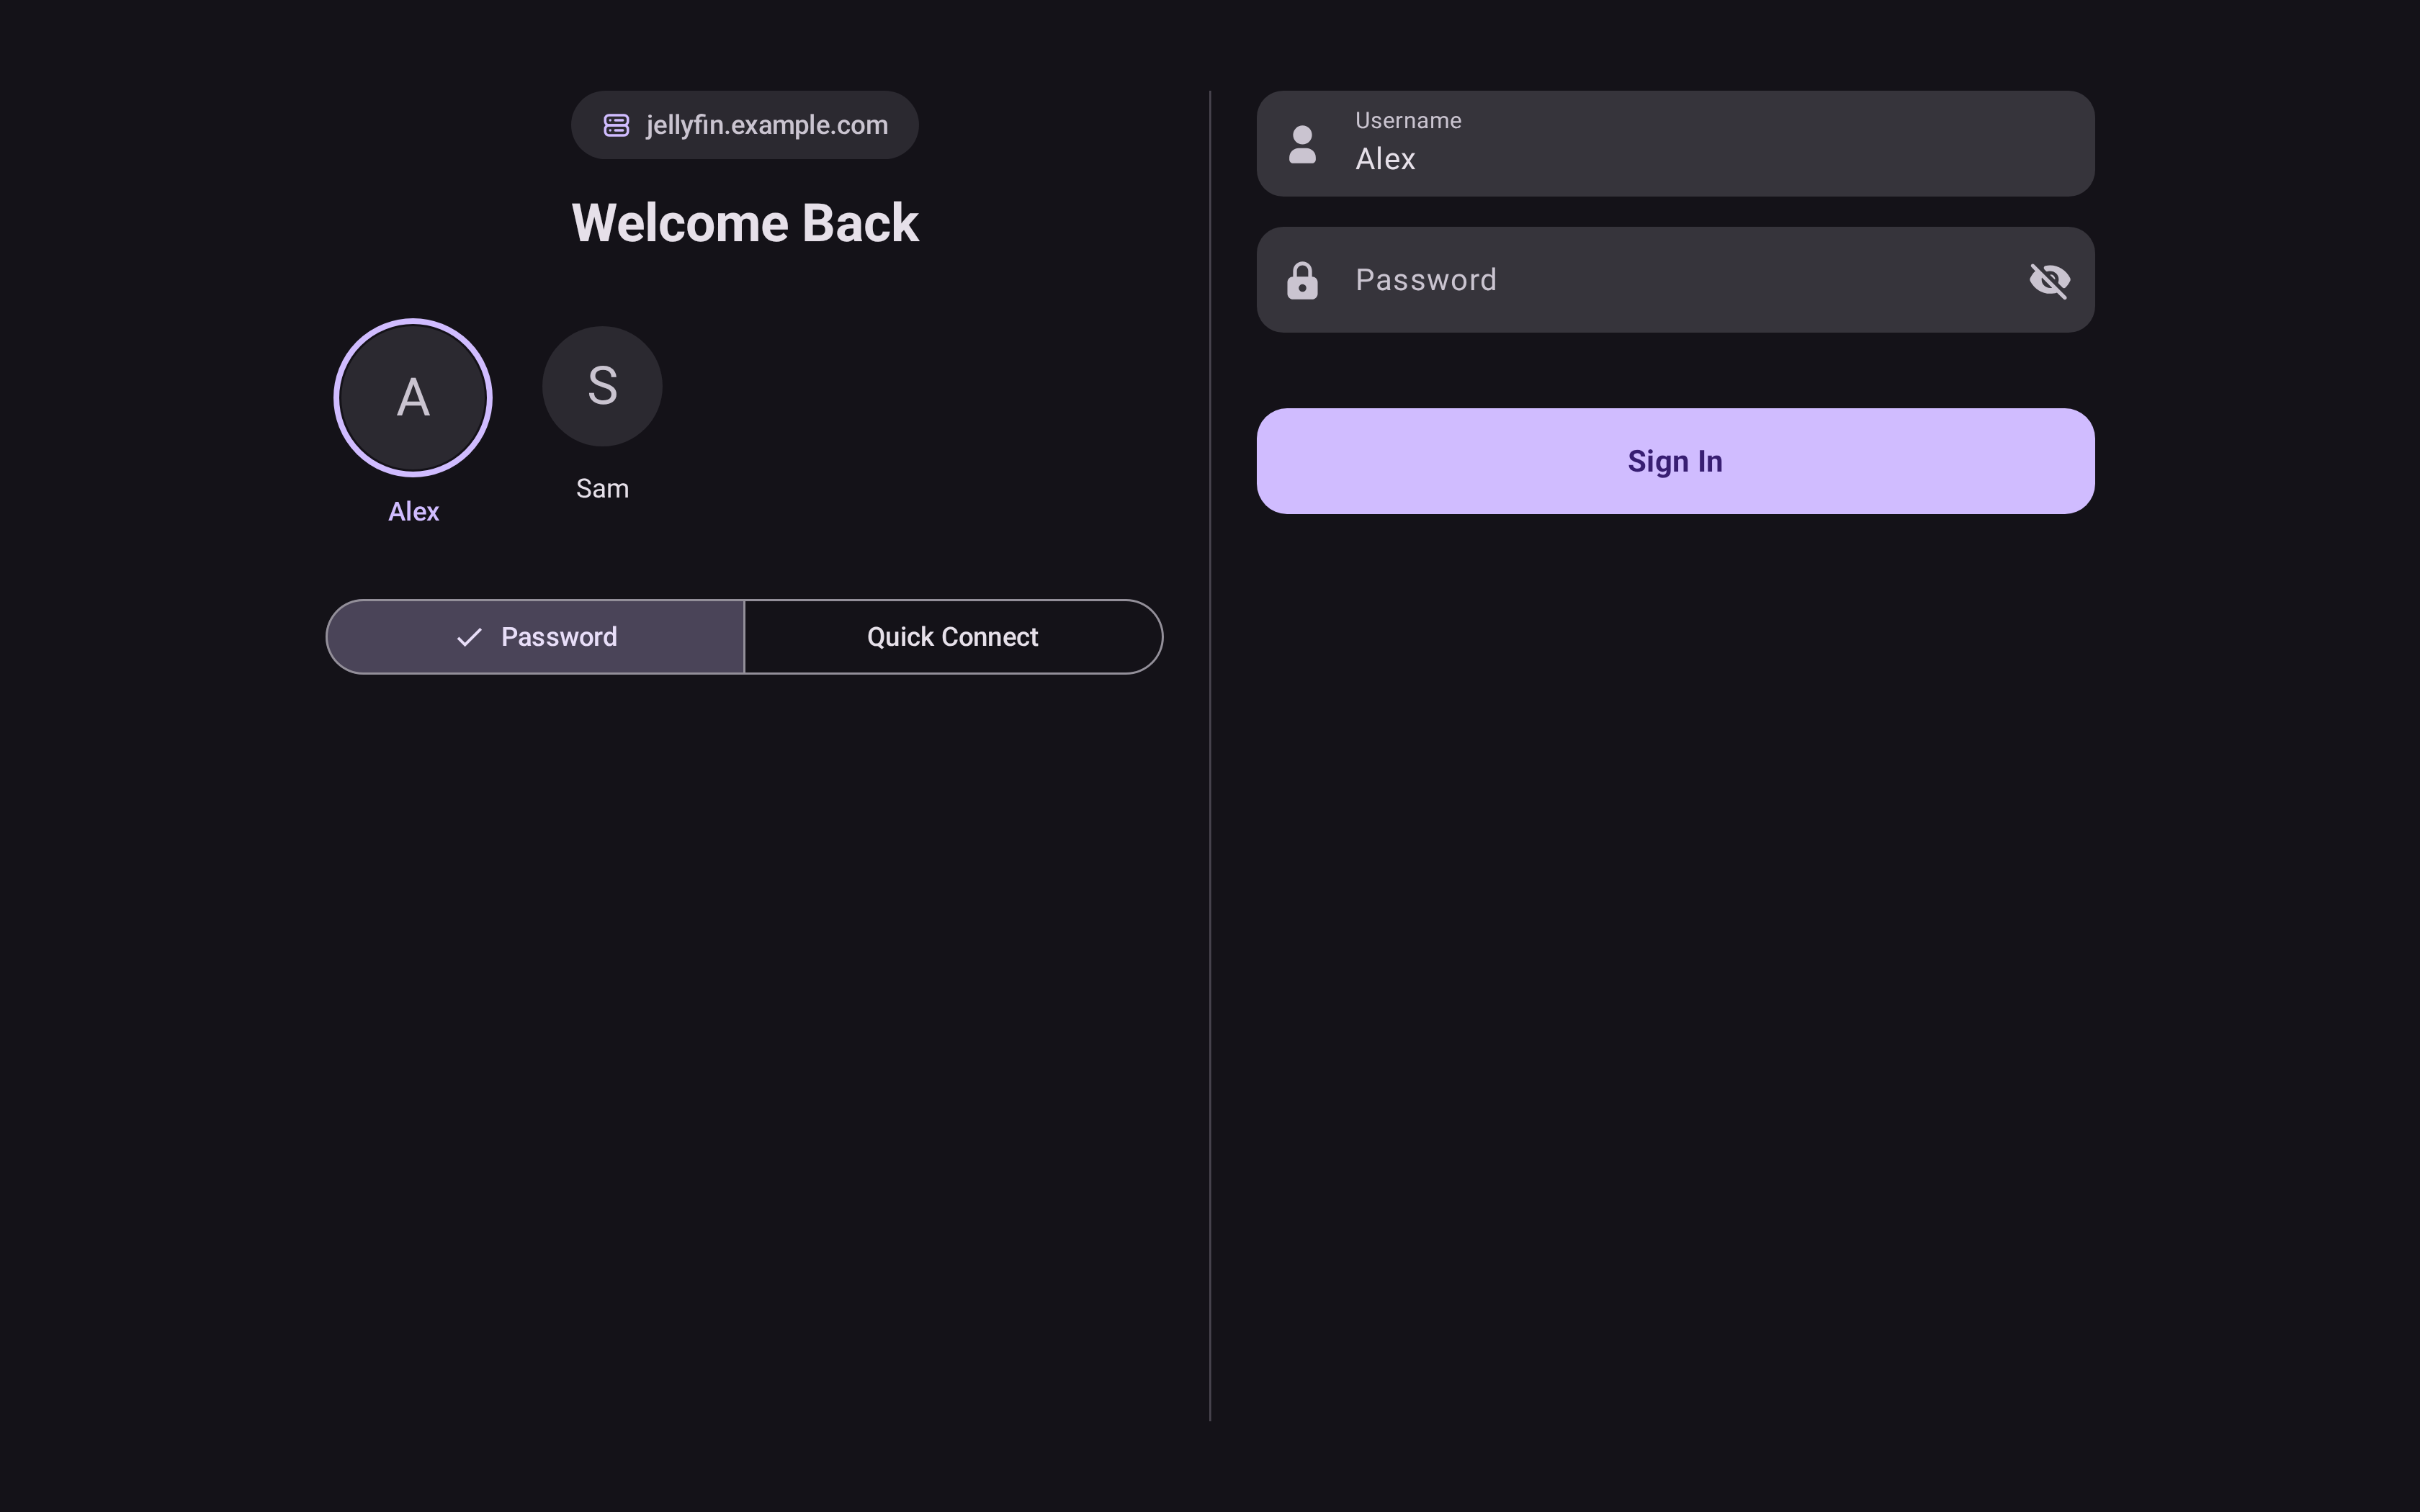 jellyfin.example.com
Welcome Back
A
Alex
S
Sam
Password
Quick Connect
Username
Alex
Password
Sign In